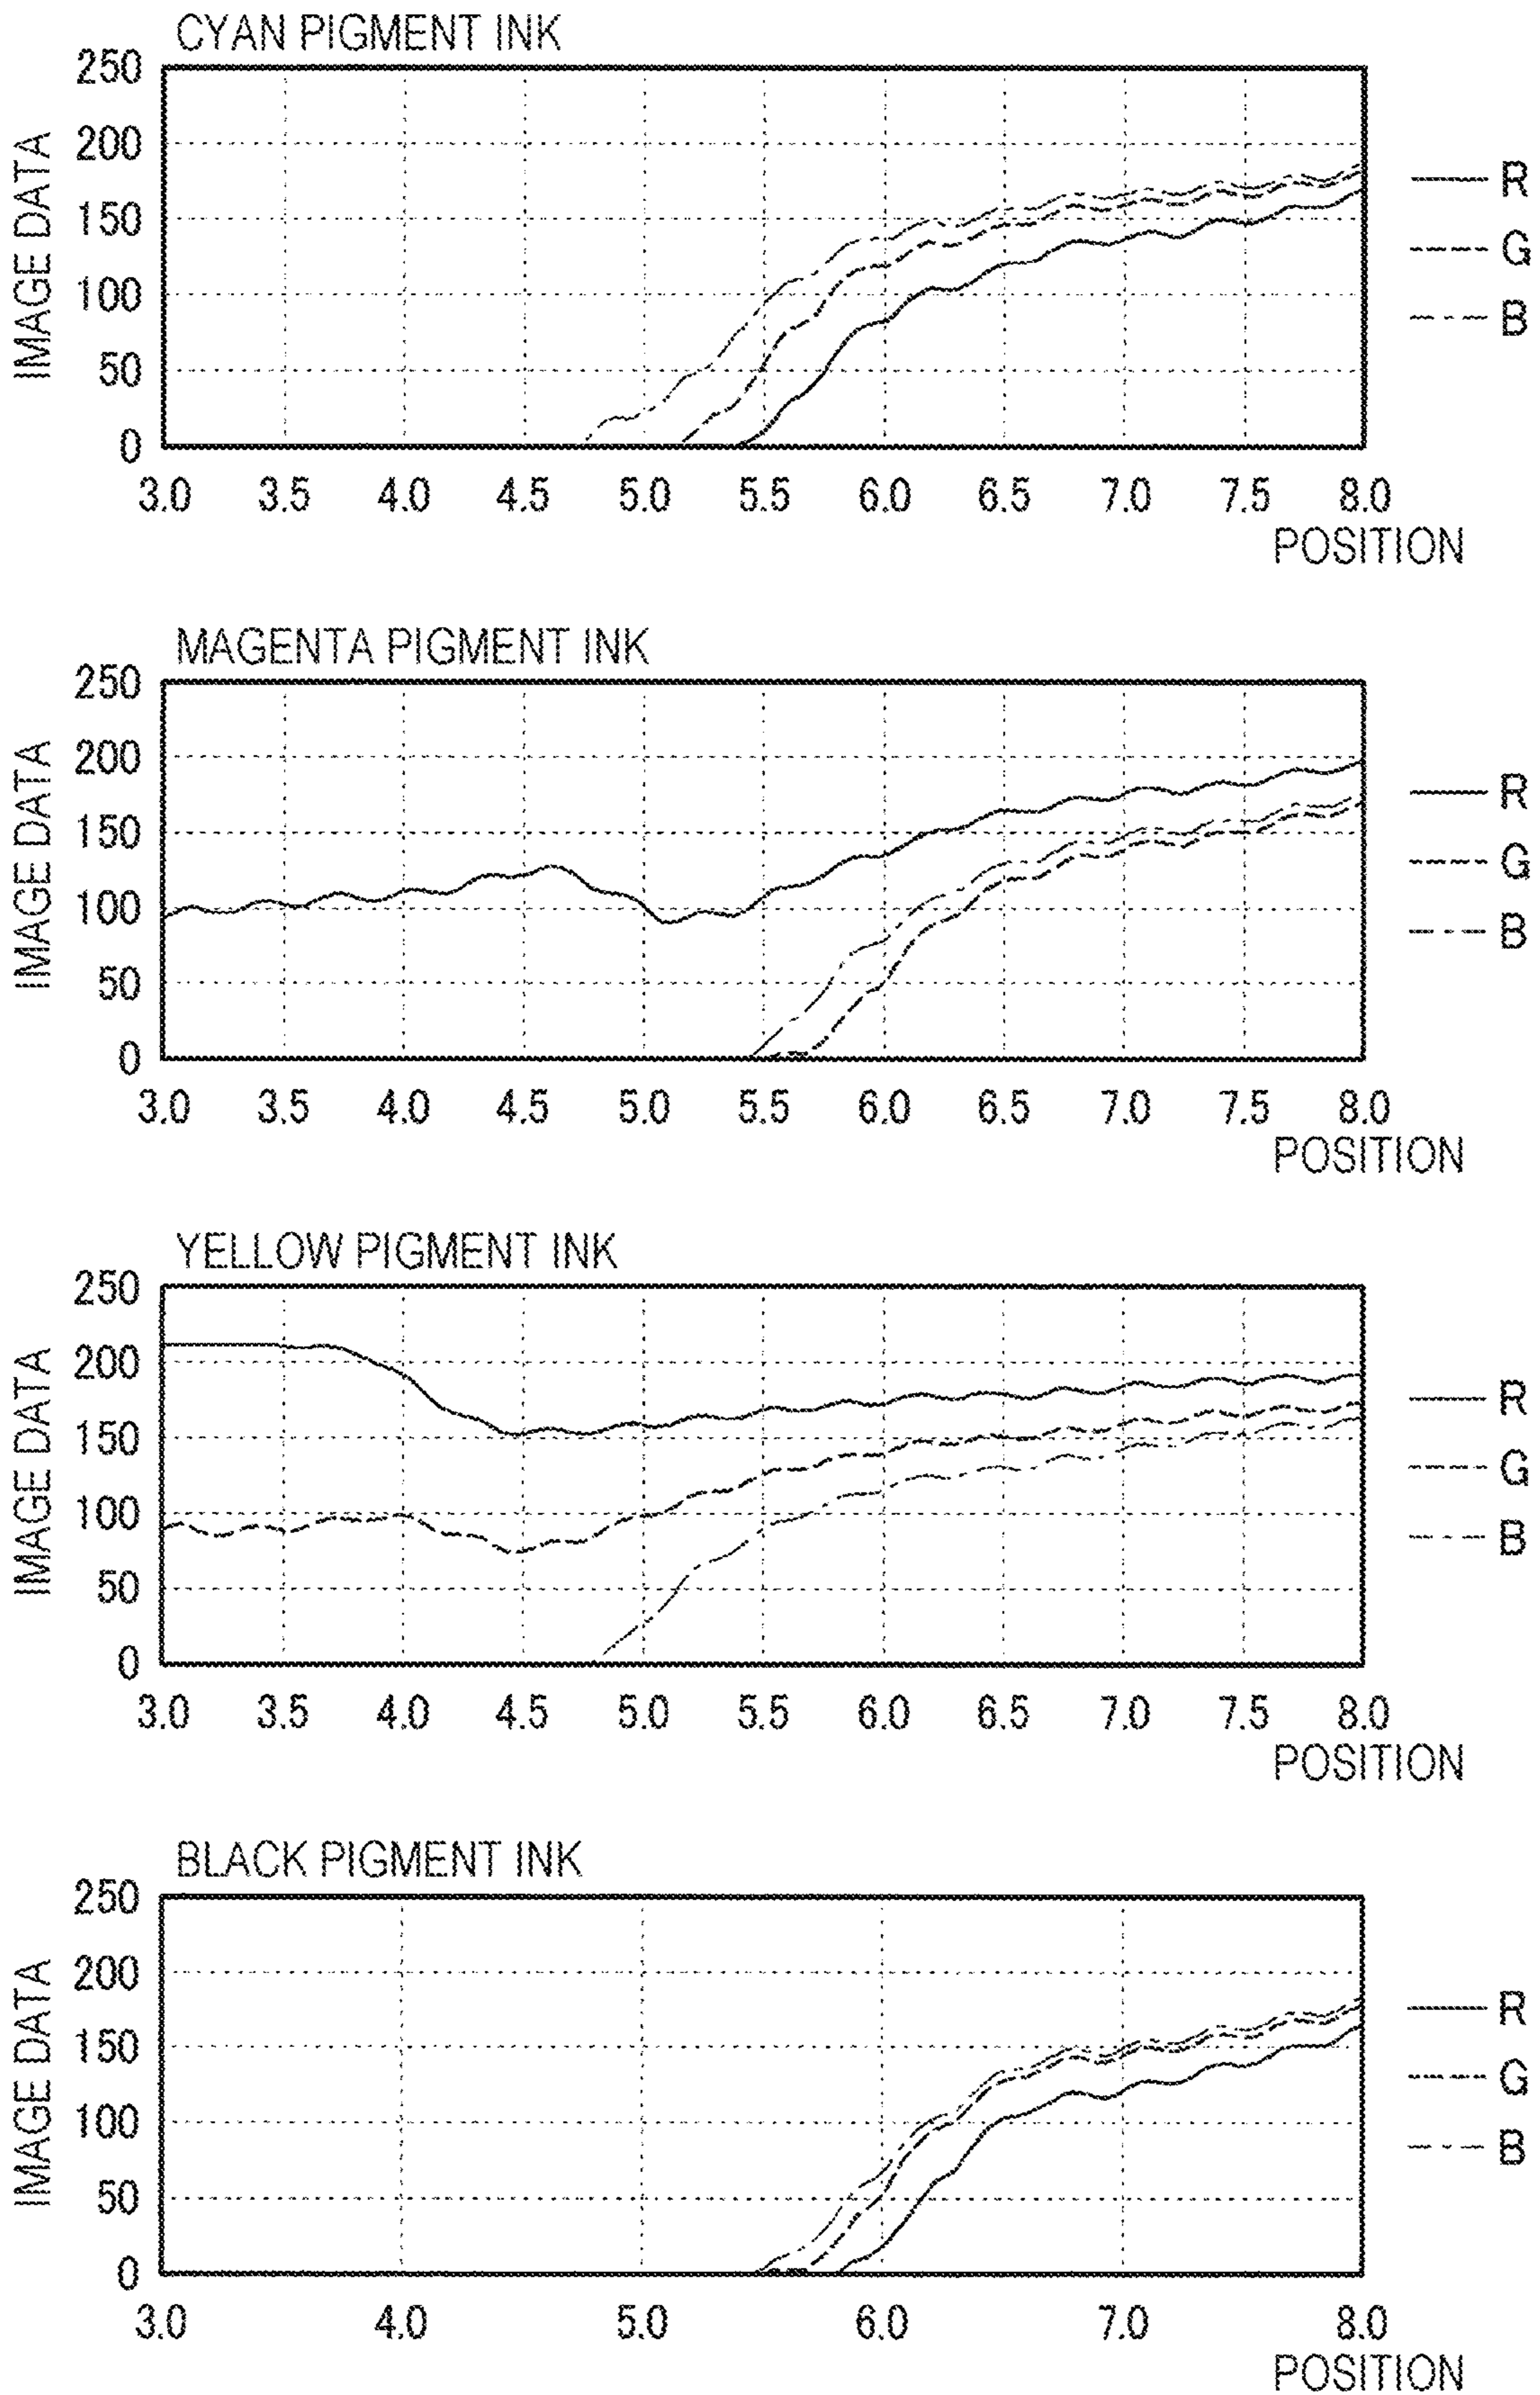 CYAN PIGMENT INK
IMAGE DATA
250
200
150
100
50
0
3.0 3.5 4.0 4.5 5.0 5.5 6.0 6.5 7.0 7.5 8.0
POSITION
R
G
B
MAGENTA PIGMENT INK
IMAGE DATA
250
200
150
100
50
0
3.0 3.5 4.0 4.5 5.0 5.5 6.0 6.5 7.0 7.5 8.0
POSITION
R
G
B
YELLOW PIGMENT INK
IMAGE DATA
250
200
150
100
50
0
3.0 3.5 4.0 4.5 5.0 5.5 6.0 6.5 7.0 7.5 8.0
POSITION
R
G
B
BLACK PIGMENT INK
IMAGE DATA
250
200
150
100
50
0
3.0 4.0 5.0 6.0 7.0 8.0
POSITION
R
G
B